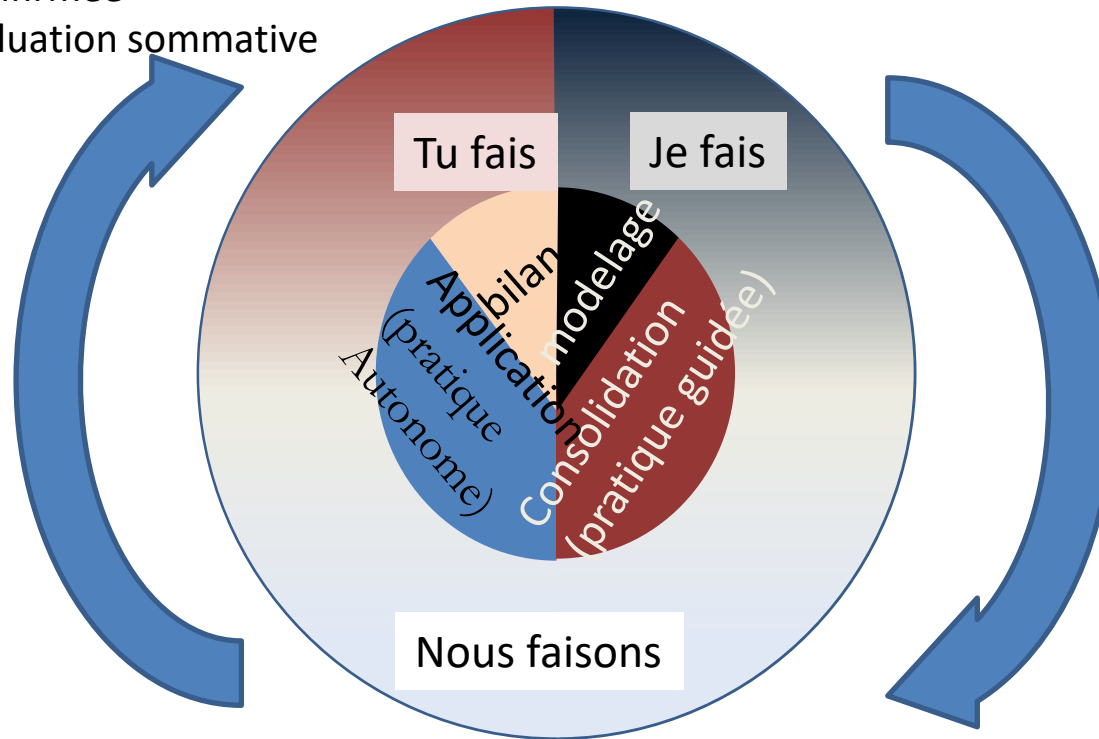 luation sommative
Tu fais
Je fais
bilan
modelage
Application
(pratique
Autonome)
Consolidation
(pratique guidée)
Nous faisons